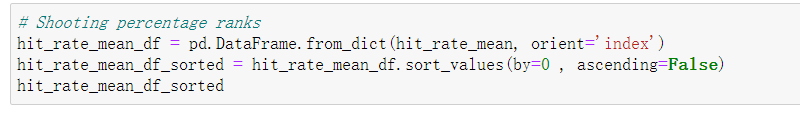 # Shooting percentage ranks
hit_rate_mean_df = pd.DataFrame.from_dict(hit_rate_mean, orient='index')
hit_rate_mean_df_sorted = hit_rate_mean_df.sort_values(by=0 , ascending=False)
hit_rate_mean_df_sorted